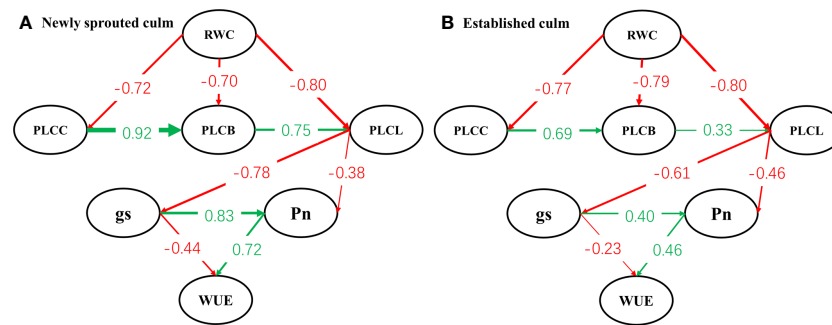 A Newly sprouted culm
RWC
-0.72
-0.70
-0.80
PLCC
0.92
PLCB
0.75
PLCL
-0.78
-0.38
gs
0.83
Pn
-0.44
0.72
WUE
B Established culm
RWC
-0.77
-0.79
-0.80
PLCC
0.69
PLCB
0.33
PLCL
-0.61
-0.46
gs
0.40
Pn
-0.23
0.46
WUE